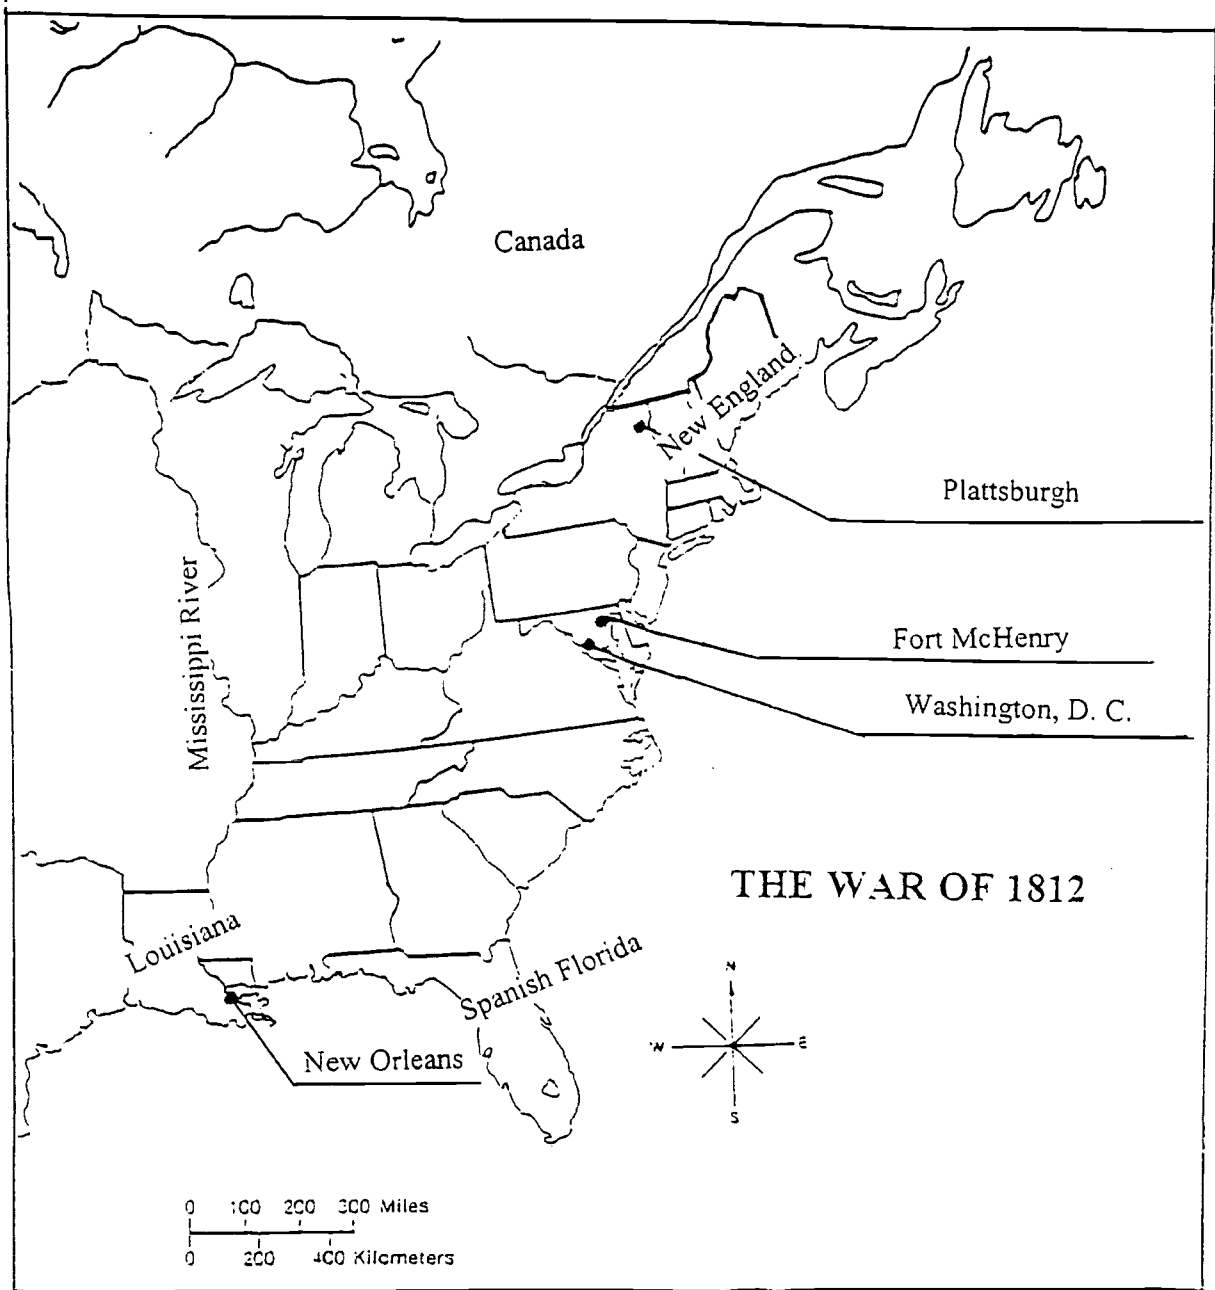 Canada
New England
Plattsburgh
Mississippi River
Fort McHenry
Washington, D. C.
THE WAR OF 1812
Louisiana
Spanish Florida
New Orleans
N
W
E
S
0 100 200 300 Miles
0 200 400 Kilometers